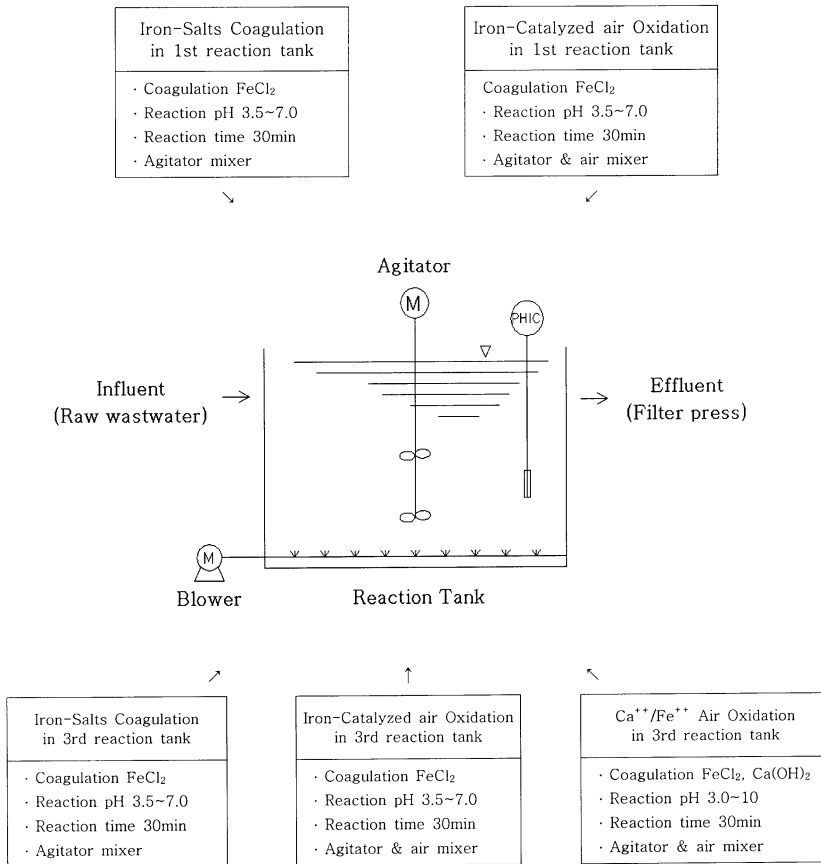 Iron-Salts Coagulation
in 1st reaction tank
· Coagulation FeCl₂
· Reaction pH 3.5~7.0
· Reaction time 30min
· Agitator mixer
Iron-Catalyzed air Oxidation
in 1st reaction tank
Coagulation FeCl₂
· Reaction pH 3.5~7.0
· Reaction time 30min
· Agitator & air mixer
Agitator
M
PHIC
Influent
(Raw wastwater)
Effluent
(Filter press)
M
Blower
Reaction Tank
Iron-Salts Coagulation
in 3rd reaction tank
· Coagulation FeCl₂
· Reaction pH 3.5~7.0
· Reaction time 30min
· Agitator mixer
Iron-Catalyzed air Oxidation
in 3rd reaction tank
· Coagulation FeCl₂
· Reaction pH 3.5~7.0
· Reaction time 30min
· Agitator & air mixer
Ca⁺⁺/Fe⁺⁺ Air Oxidation
in 3rd reaction tank
· Coagulation FeCl₂, Ca(OH)₂
· Reaction pH 3.0~10
· Reaction time 30min
· Agitator & air mixer